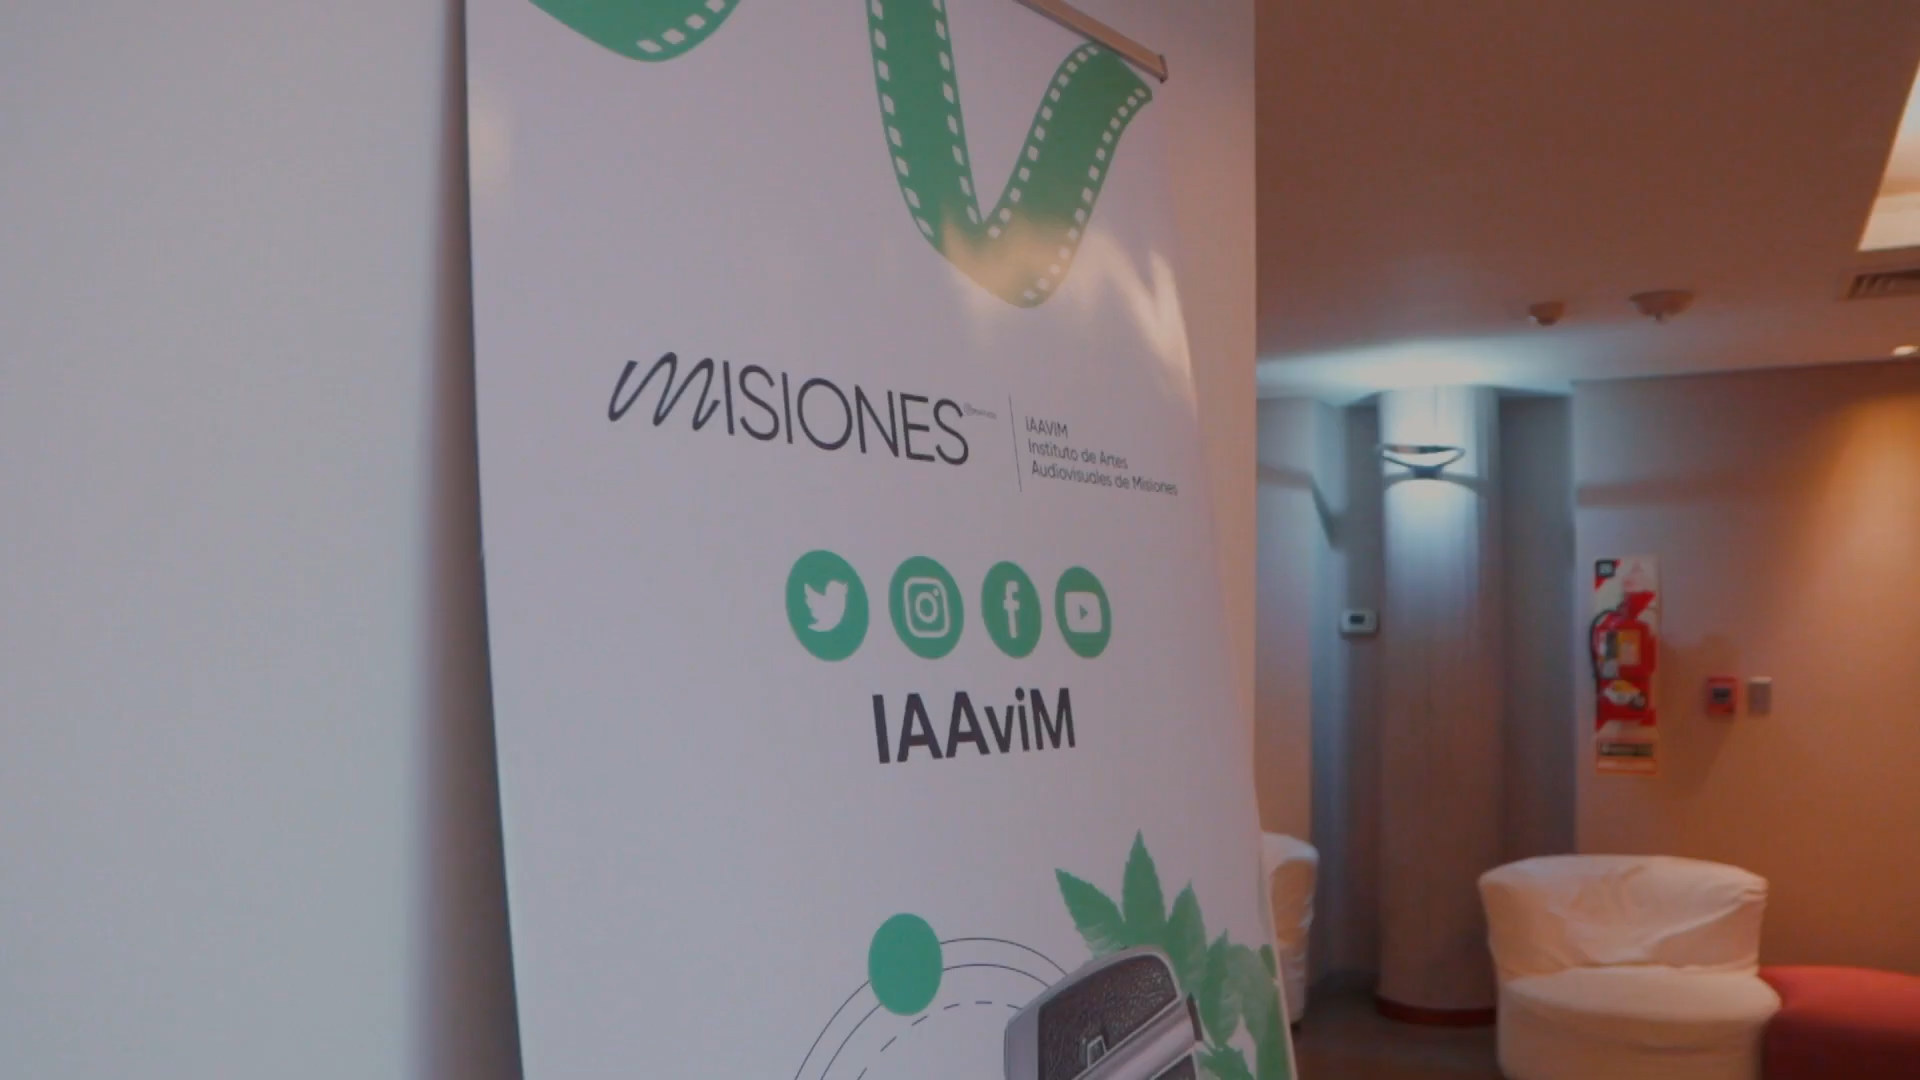 MISIONES
IAAVIM
Instituto de Artes
Audiovisuales de Misiones
IAAviM